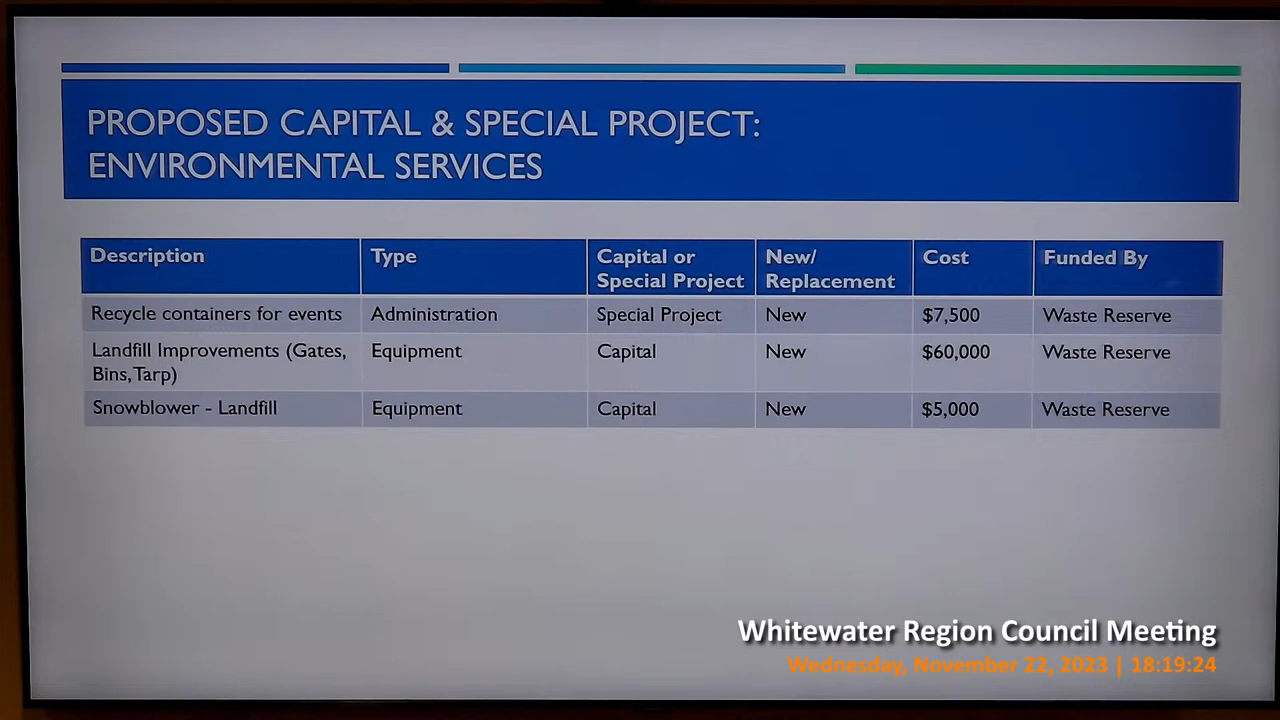 PROPOSED CAPITAL & SPECIAL PROJECT:
ENVIRONMENTAL SERVICES
Description Type Capital or Special Project New/ Replacement Cost Funded By
Recycle containers for events Administration Special Project New $7,500 Waste Reserve
Landfill Improvements (Gates, Bins, Tarp) Equipment Capital New $60,000 Waste Reserve
Snowblower - Landfill Equipment Capital New $5,000 Waste Reserve
Whitewater Region Council Meeting
Wednesday, November 22, 2023 | 18:19:24